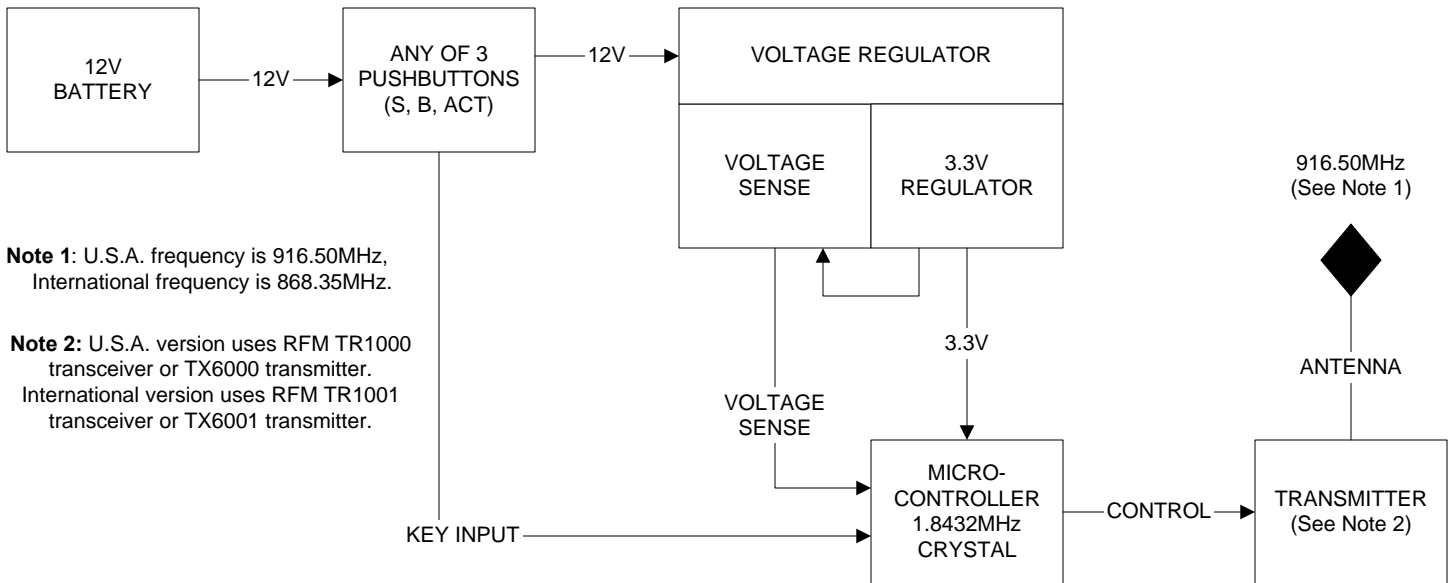 12V
BATTERY
12V
ANY OF 3
PUSHBUTTONS
(S, B, ACT)
12V
VOLTAGE REGULATOR
VOLTAGE
SENSE
3.3V
REGULATOR
916.50MHz
(See Note 1)
Note 1: U.S.A. frequency is 916.50MHz,
International frequency is 868.35MHz.
Note 2: U.S.A. version uses RFM TR1000
transceiver or TX6000 transmitter.
International version uses RFM TR1001
transceiver or TX6001 transmitter.
3.3V
ANTENNA
VOLTAGE
SENSE
KEY INPUT
MICRO-
CONTROLLER
1.8432MHz
CRYSTAL
CONTROL
TRANSMITTER
(See Note 2)